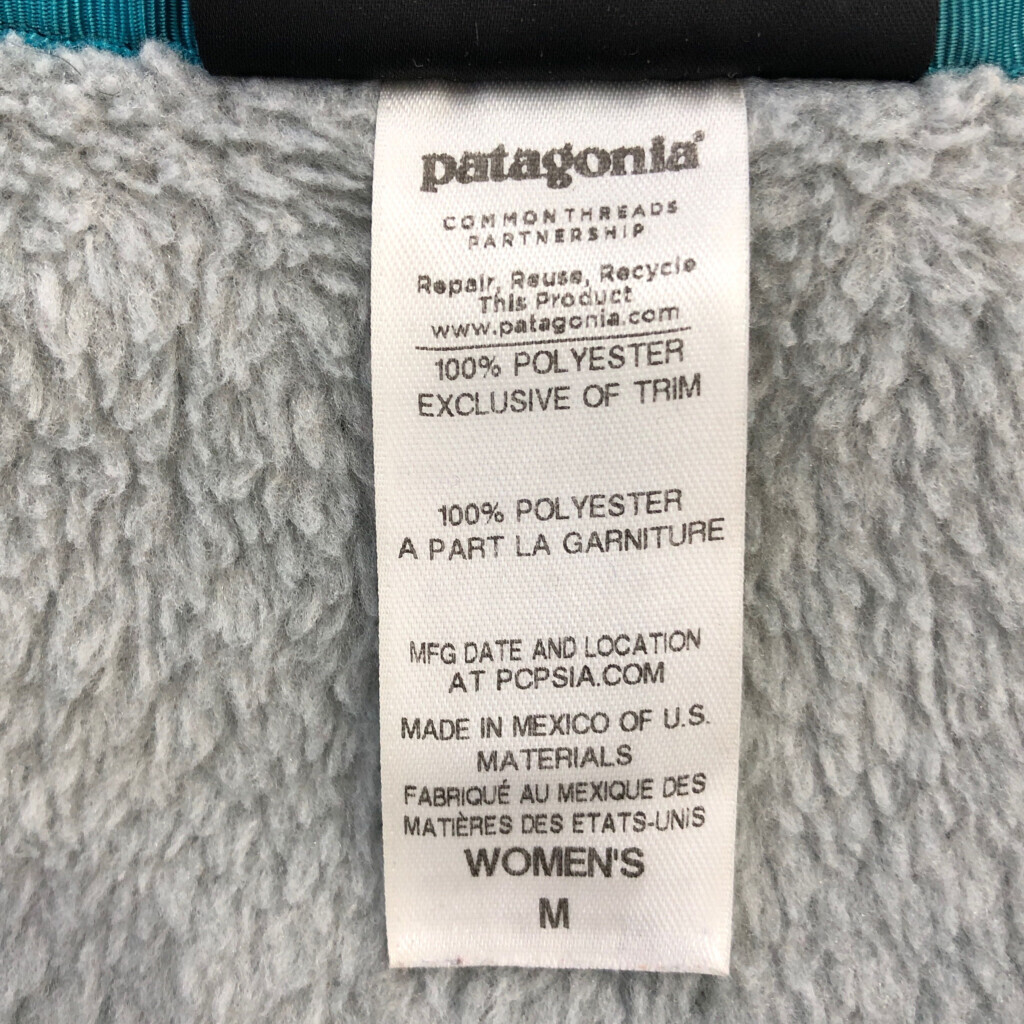 patagonia®
COMMON THREADS
PARTNERSHIP
Repair, Reuse, Recycle
This Product
www.patagonia.com
100% POLYESTER
EXCLUSIVE OF TRIM
100% POLYESTER
A PART LA GARNITURE
MFG DATE AND LOCATION
AT PCPSIA.COM
MADE IN MEXICO OF U.S.
MATERIALS
FABRIQUÉ AU MEXIQUE DES
MATIÈRES DES ETATS-UNIS
WOMEN'S
M